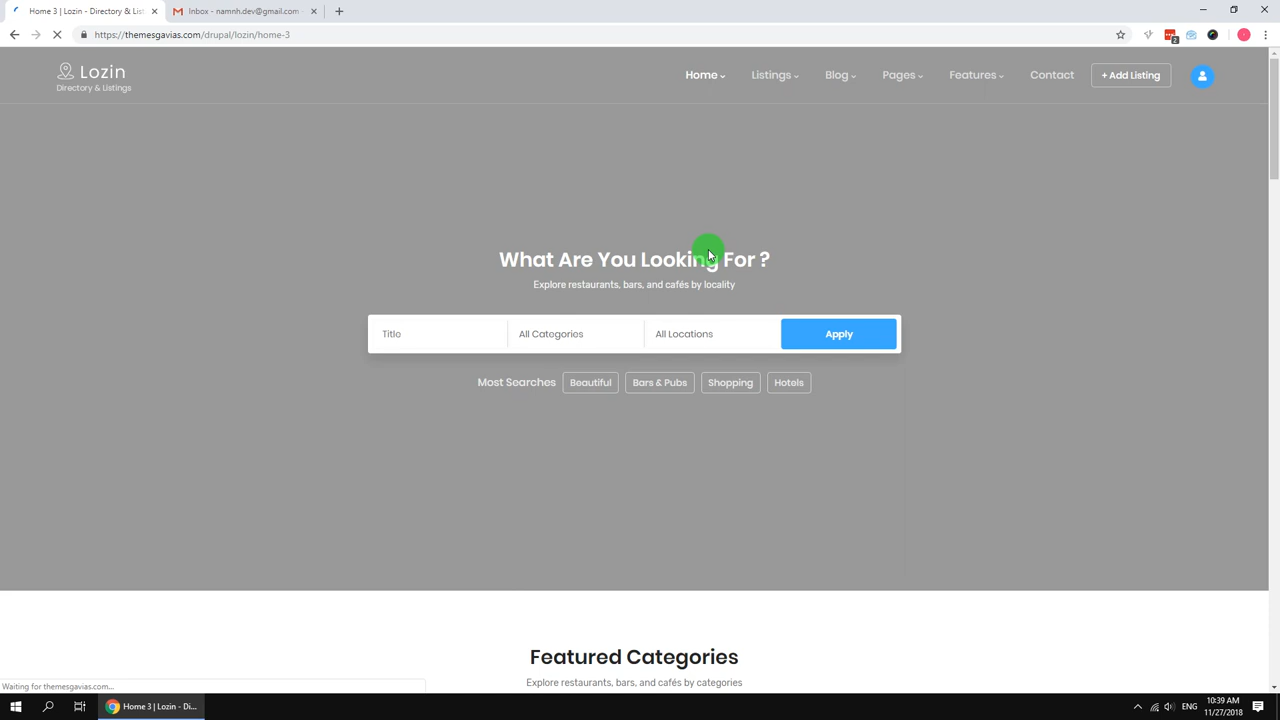 Home 3 | Lozin - Directory & List
Inbox - namnh.dev@gmail.com -
https://themesgavias.com/drupal/lozin/home-3
2
Lozin
Directory & Listings
Home
Listings
Blog
Pages
Features
Contact
+ Add Listing
What Are You Looking For ?
Explore restaurants, bars, and cafés by locality
Title
All Categories
All Locations
Apply
Most Searches
Beautiful
Bars & Pubs
Shopping
Hotels
Featured Categories
Explore restaurants, bars, and cafés by categories
Waiting for themesgavias.com...
Home 3 | Lozin - Di...
ENG
10:39 AM
11/27/2018